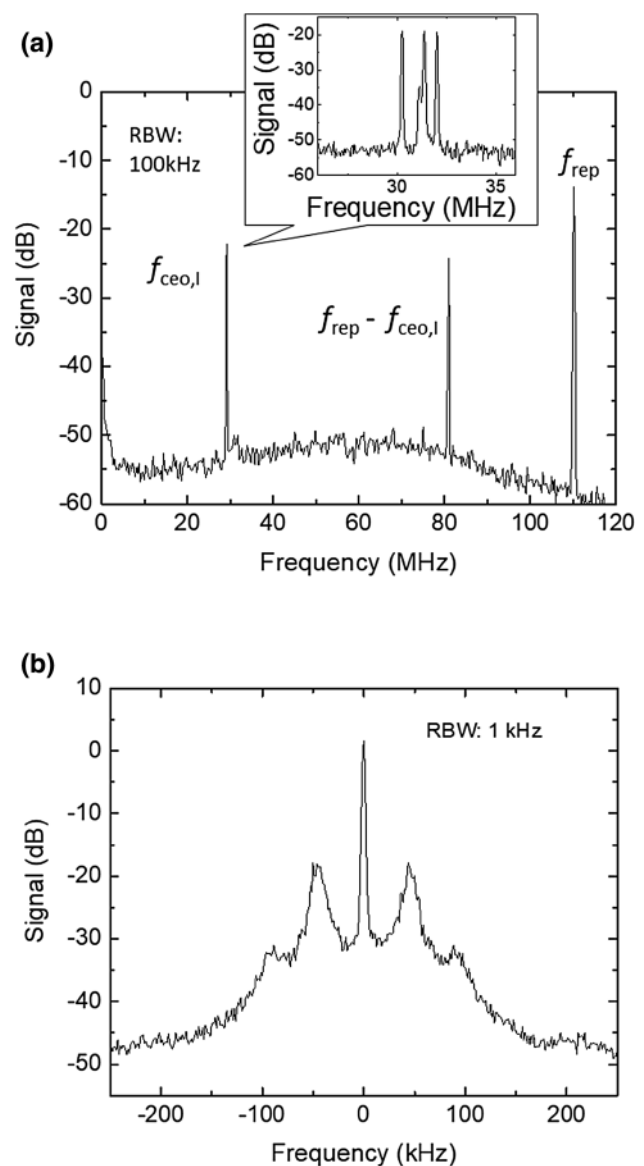 (a)
Signal (dB)
-20
-30
-40
-50
-60
30
35
Frequency (MHz)
RBW:
100kHz
f_rep
f_ceo,I
f_rep - f_ceo,I
Signal (dB)
0
-10
-20
-30
-40
-50
-60
0 20 40 60 80 100 120
Frequency (MHz)
(b)
RBW: 1 kHz
Signal (dB)
10
0
-10
-20
-30
-40
-50
-200 -100 0 100 200
Frequency (kHz)